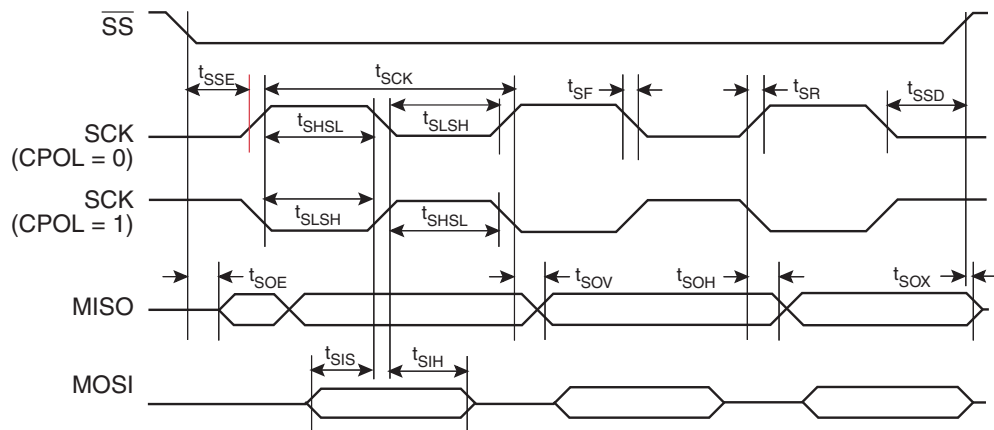 SS
tSSE
tSCK
tSF
tSR
tSSD
tSHSL
tSLSH
SCK
(CPOL = 0)
SCK
(CPOL = 1)
tSLSH
tSHSL
tSOE
tSOV
tSOH
tSOX
MISO
tSIS
tSIH
MOSI